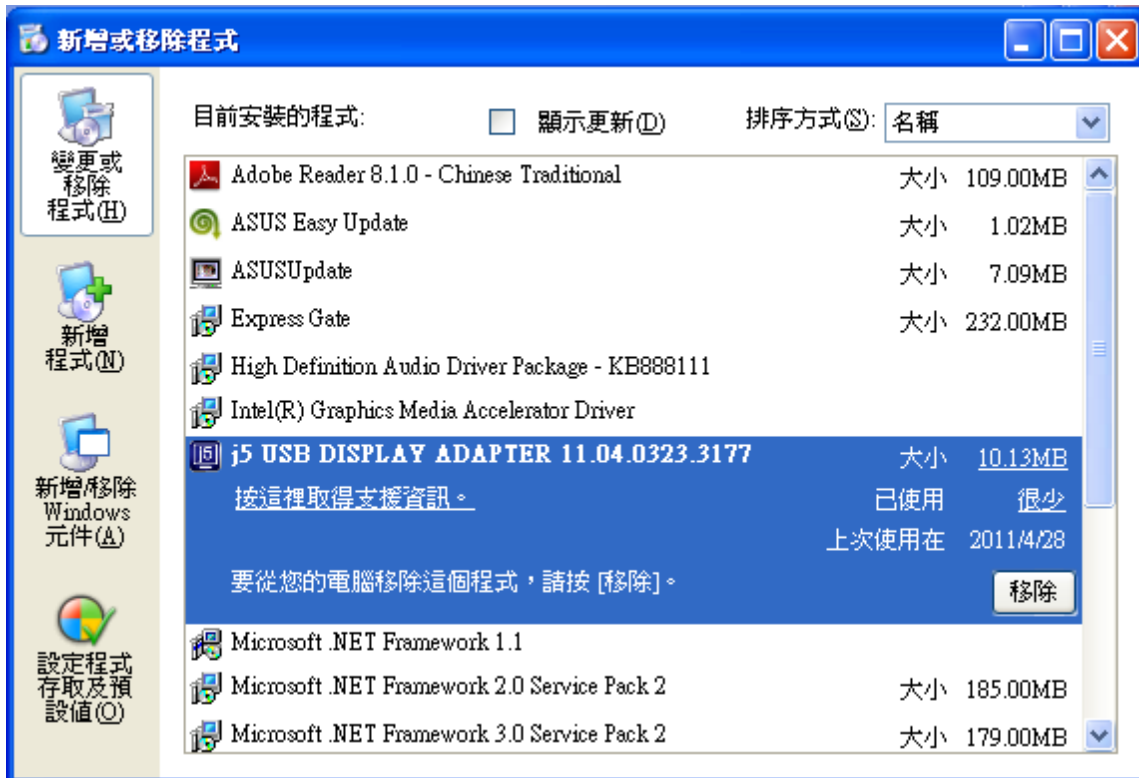 新增或移除程式
變更或
移除
程式(H)
新增
程式(N)
新增/移除
Windows
元件(A)
設定程式
存取及預
設值(O)
目前安裝的程式: 顯示更新(D) 排序方式(S): 名稱
Adobe Reader 8.1.0 - Chinese Traditional 大小 109.00MB
ASUS Easy Update 大小 1.02MB
ASUSUpdate 大小 7.09MB
Express Gate 大小 232.00MB
High Definition Audio Driver Package - KB888111
Intel(R) Graphics Media Accelerator Driver
j5 USB DISPLAY ADAPTER 11.04.0323.3177 大小 10.13MB
按這裡取得支援資訊。 已使用 很少
上次使用在 2011/4/28
要從您的電腦移除這個程式，請按 [移除]。 移除
Microsoft .NET Framework 1.1
Microsoft .NET Framework 2.0 Service Pack 2 大小 185.00MB
Microsoft .NET Framework 3.0 Service Pack 2 大小 179.00MB